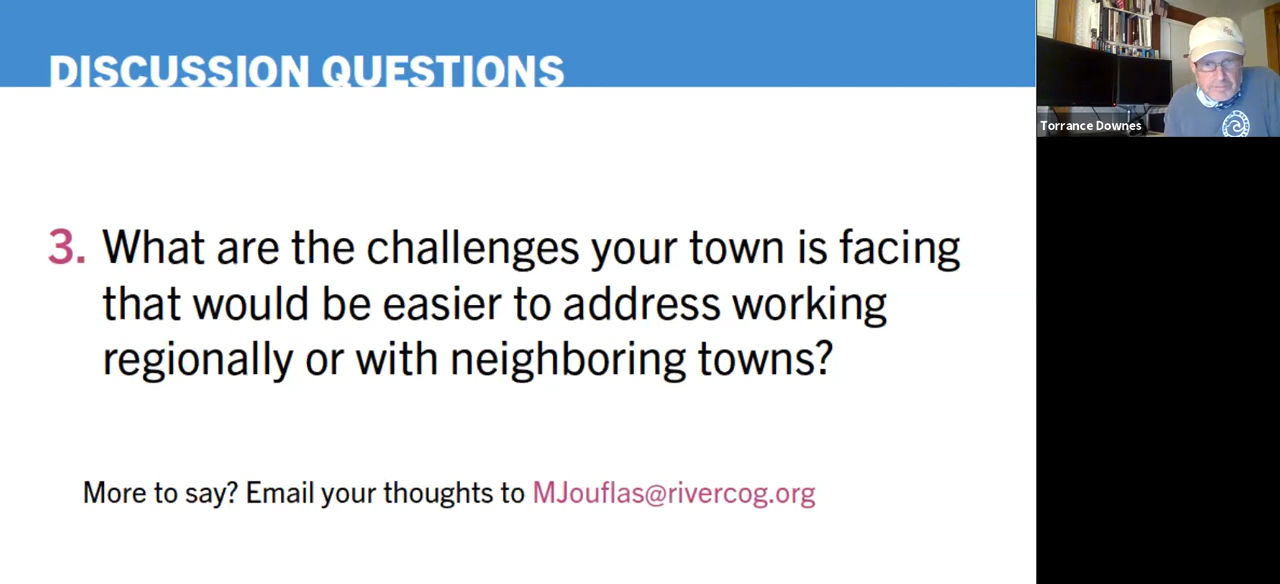 DISCUSSION QUESTIONS
3. What are the challenges your town is facing
that would be easier to address working
regionally or with neighboring towns?
More to say? Email your thoughts to MJouflas@rivercog.org
Torrance Downes